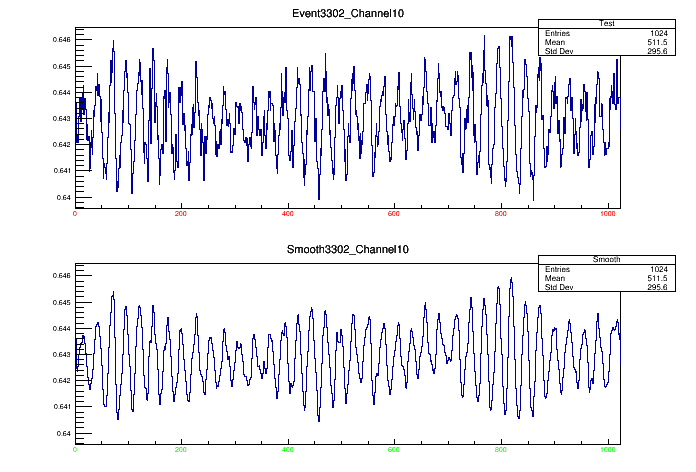 Event3302_Channel10
Test
Entries 1024
Mean 511.5
Std Dev 295.6
0.646
0.645
0.644
0.643
0.642
0.641
0.64
0 200 400 600 800 1000
Smooth3302_Channel10
Smooth
Entries 1024
Mean 511.5
Std Dev 295.6
0.646
0.645
0.644
0.643
0.642
0.641
0.64
0 200 400 600 800 1000